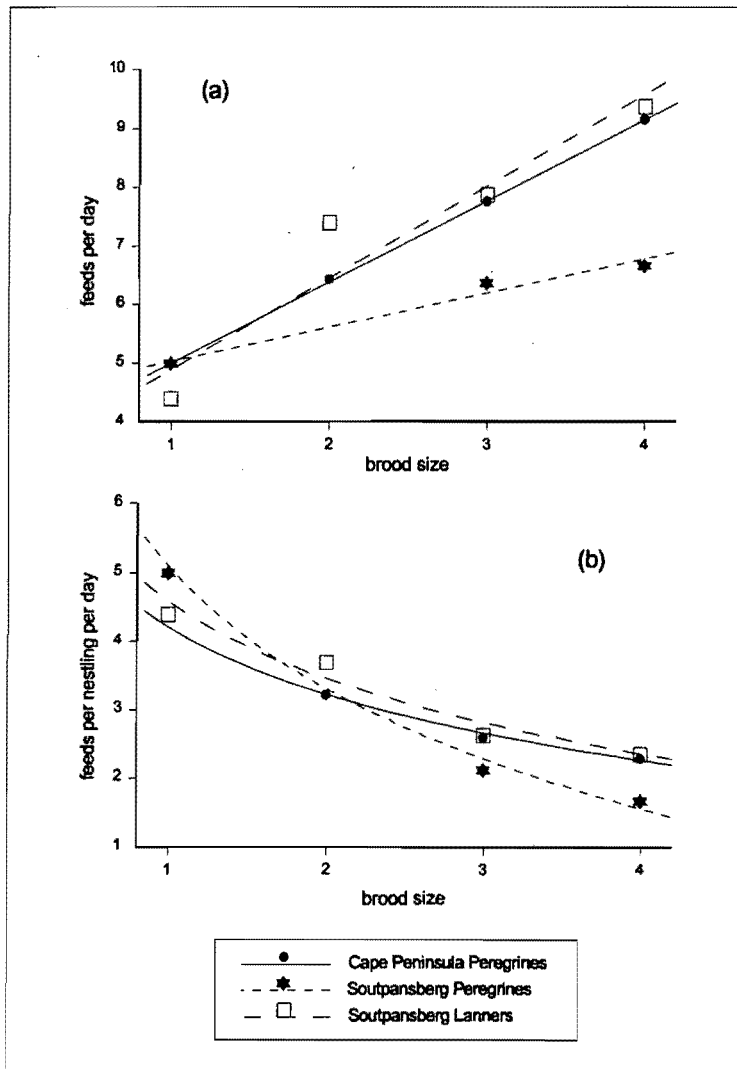 (a)
feeds per day
10
9
8
7
6
5
4
1 2 3 4
brood size
(b)
feeds per nestling per day
6
5
4
3
2
1
1 2 3 4
brood size
Cape Peninsula Peregrines
Soutpansberg Peregrines
Soutpansberg Lanners